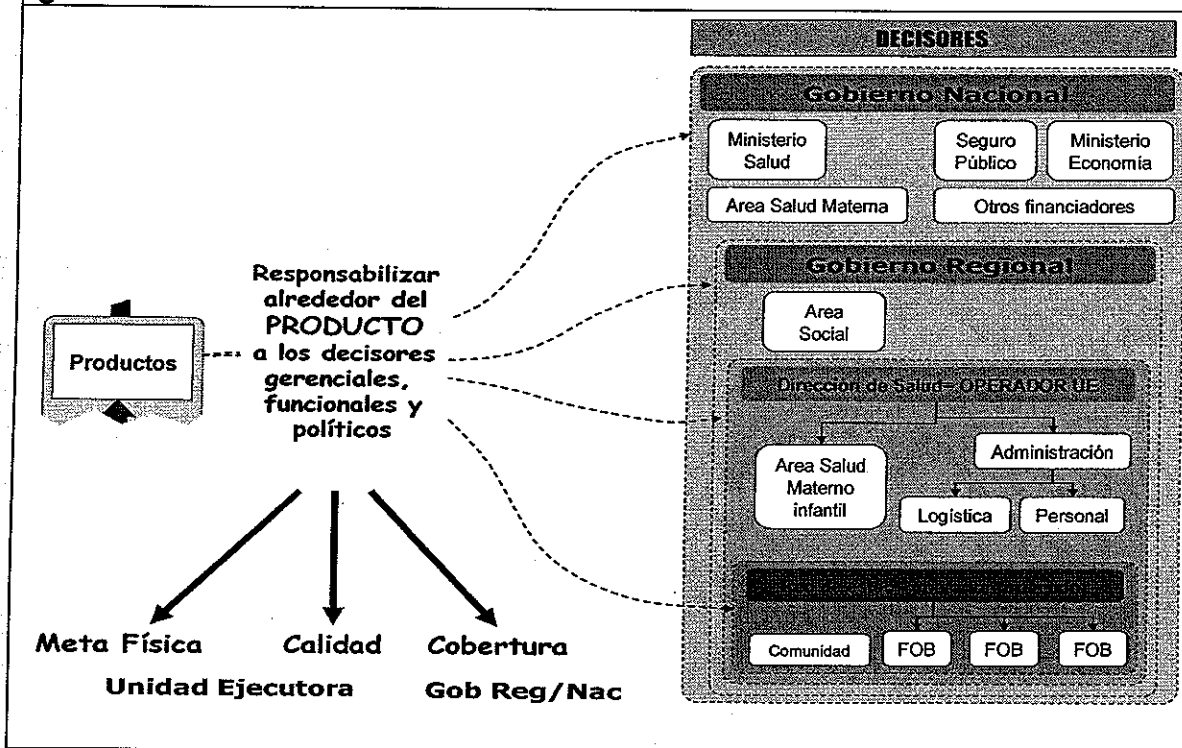 DECISORES
Gobierno Nacional
Ministerio
Salud
Seguro
Público
Ministerio
Economía
Area Salud Materna
Otros financiadores
Gobierno Regional
Area
Social
Dirección de Salud- OPERADOR UE
Administración
Area Salud
Materno
infantil
Logística
Personal
Comunidad
FOB
FOB
FOB
Productos
Responsabilizar
alrededor del
PRODUCTO
a los decisores
gerenciales,
funcionales y
políticos
Meta Física
Calidad
Cobertura
Unidad Ejecutora
Gob Reg/Nac